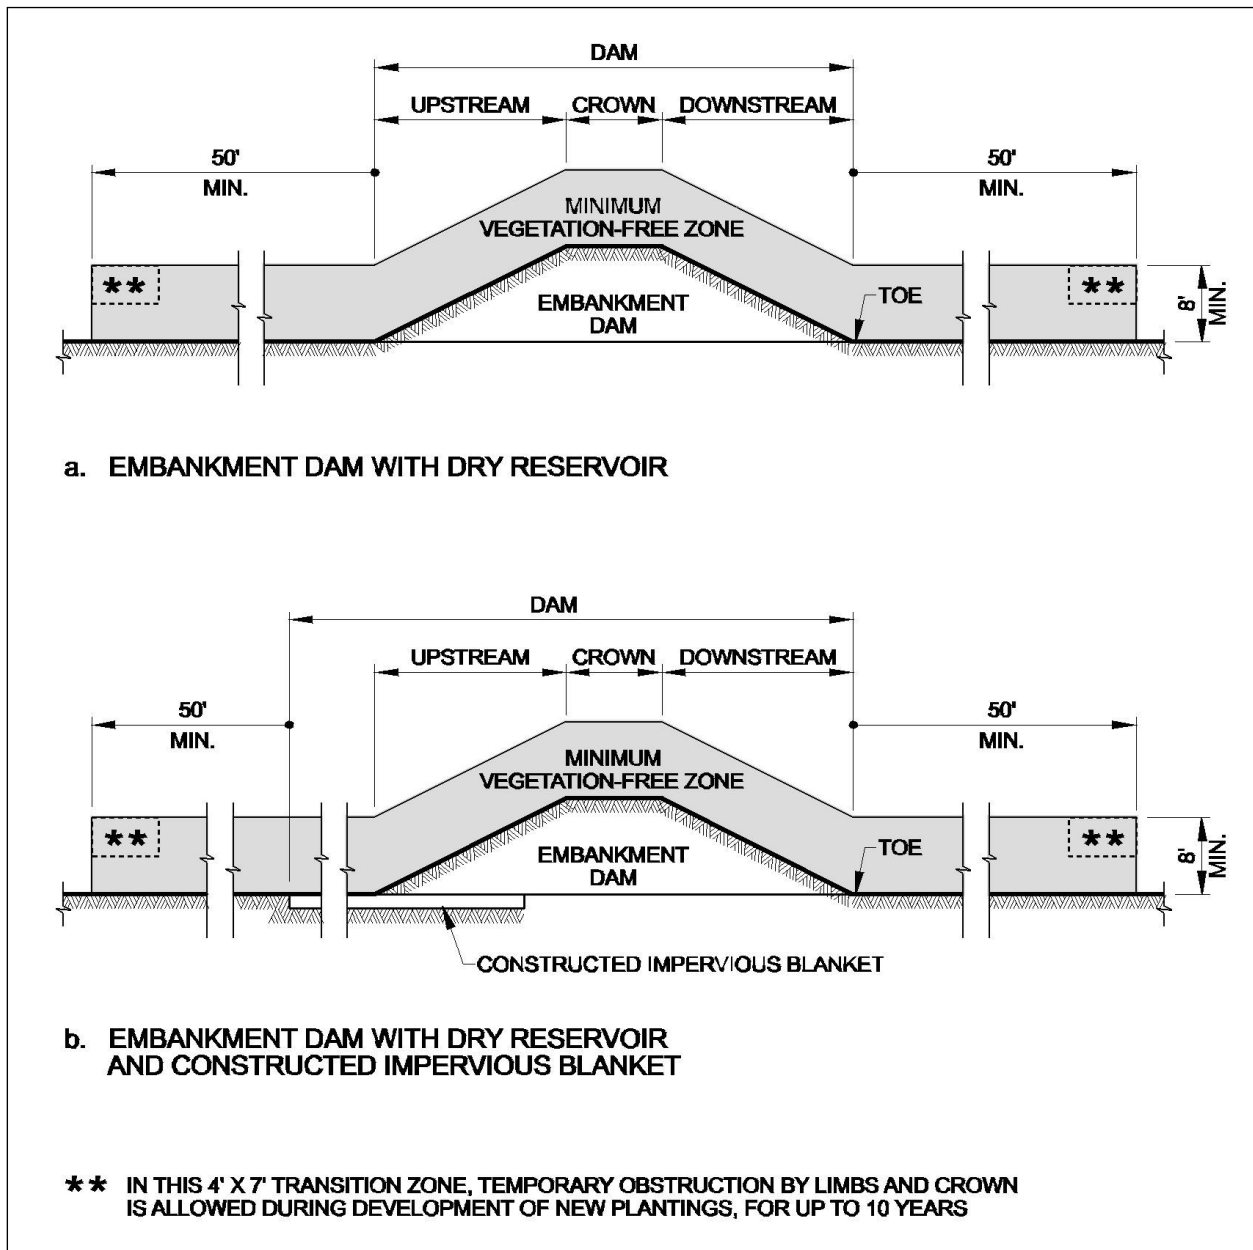 DAM
UPSTREAM CROWN DOWNSTREAM
50' MIN.
50' MIN.
MINIMUM
VEGETATION-FREE ZONE
**
**
EMBANKMENT
DAM
TOE
8' MIN.
a. EMBANKMENT DAM WITH DRY RESERVOIR
DAM
UPSTREAM CROWN DOWNSTREAM
50' MIN.
50' MIN.
MINIMUM
VEGETATION-FREE ZONE
**
**
EMBANKMENT
DAM
TOE
8' MIN.
CONSTRUCTED IMPERVIOUS BLANKET
b. EMBANKMENT DAM WITH DRY RESERVOIR
AND CONSTRUCTED IMPERVIOUS BLANKET
** IN THIS 4' X 7' TRANSITION ZONE, TEMPORARY OBSTRUCTION BY LIMBS AND CROWN
IS ALLOWED DURING DEVELOPMENT OF NEW PLANTINGS, FOR UP TO 10 YEARS